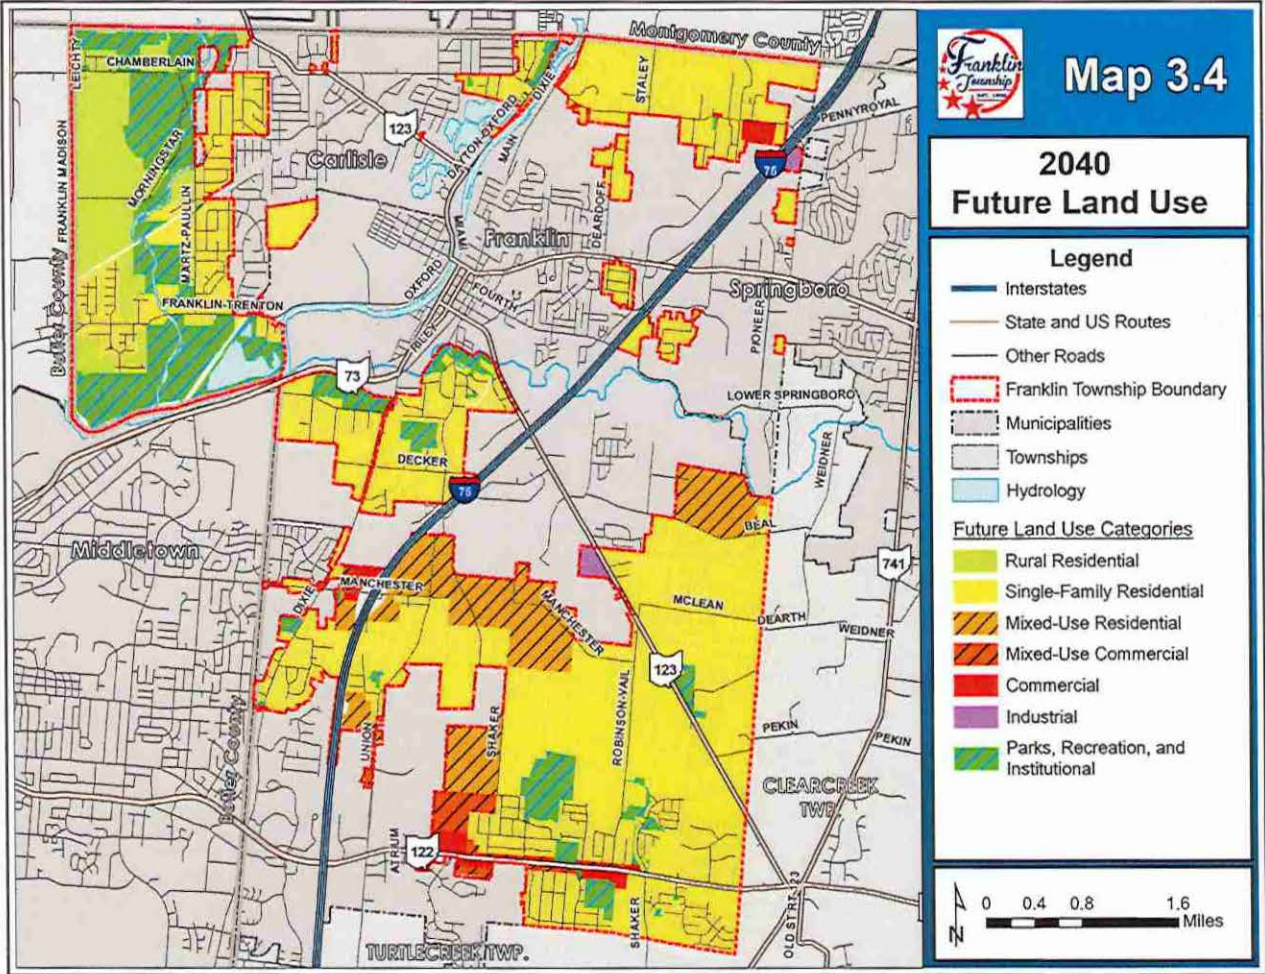 Franklin
Township
Map 3.4
2040
Future Land Use
Legend
Interstates
State and US Routes
Other Roads
Franklin Township Boundary
Municipalities
Townships
Hydrology
Future Land Use Categories
Rural Residential
Single-Family Residential
Mixed-Use Residential
Mixed-Use Commercial
Commercial
Industrial
Parks, Recreation, and
Institutional
0 0.4 0.8 1.6
Miles
N
Montgomery County
LEICHTY
CHAMBERLAIN
STALEY
DIXIE
PENNYROYAL
123
DAYTON-OXFORD
MAIN
75
FRANKLIN MADISON
MORNINGSTAR
Carlisle
MARTZ-PAULLIN
DEARDOFF
MIAMI
Franklin
Butler County
OXFORD
FOURTH
Springboro
FRANKLIN-TRENTON
RILEY
PIONEER
73
LOWER SPRINGBORO
WEIDNER
DECKER
75
BEAL
Middletown
741
MANCHESTER
DIXIE
MANCHESTER
MCLEAN
DEARTH
WEIDNER
123
ROBINSON-VAIL
SHAKER
UNION
PEKIN
PEKIN
Butler County
CLEARCREEK
TWP.
ATRIUM
122
SHAKER
OLD ST RT 123
TURTLECREEK TWP.